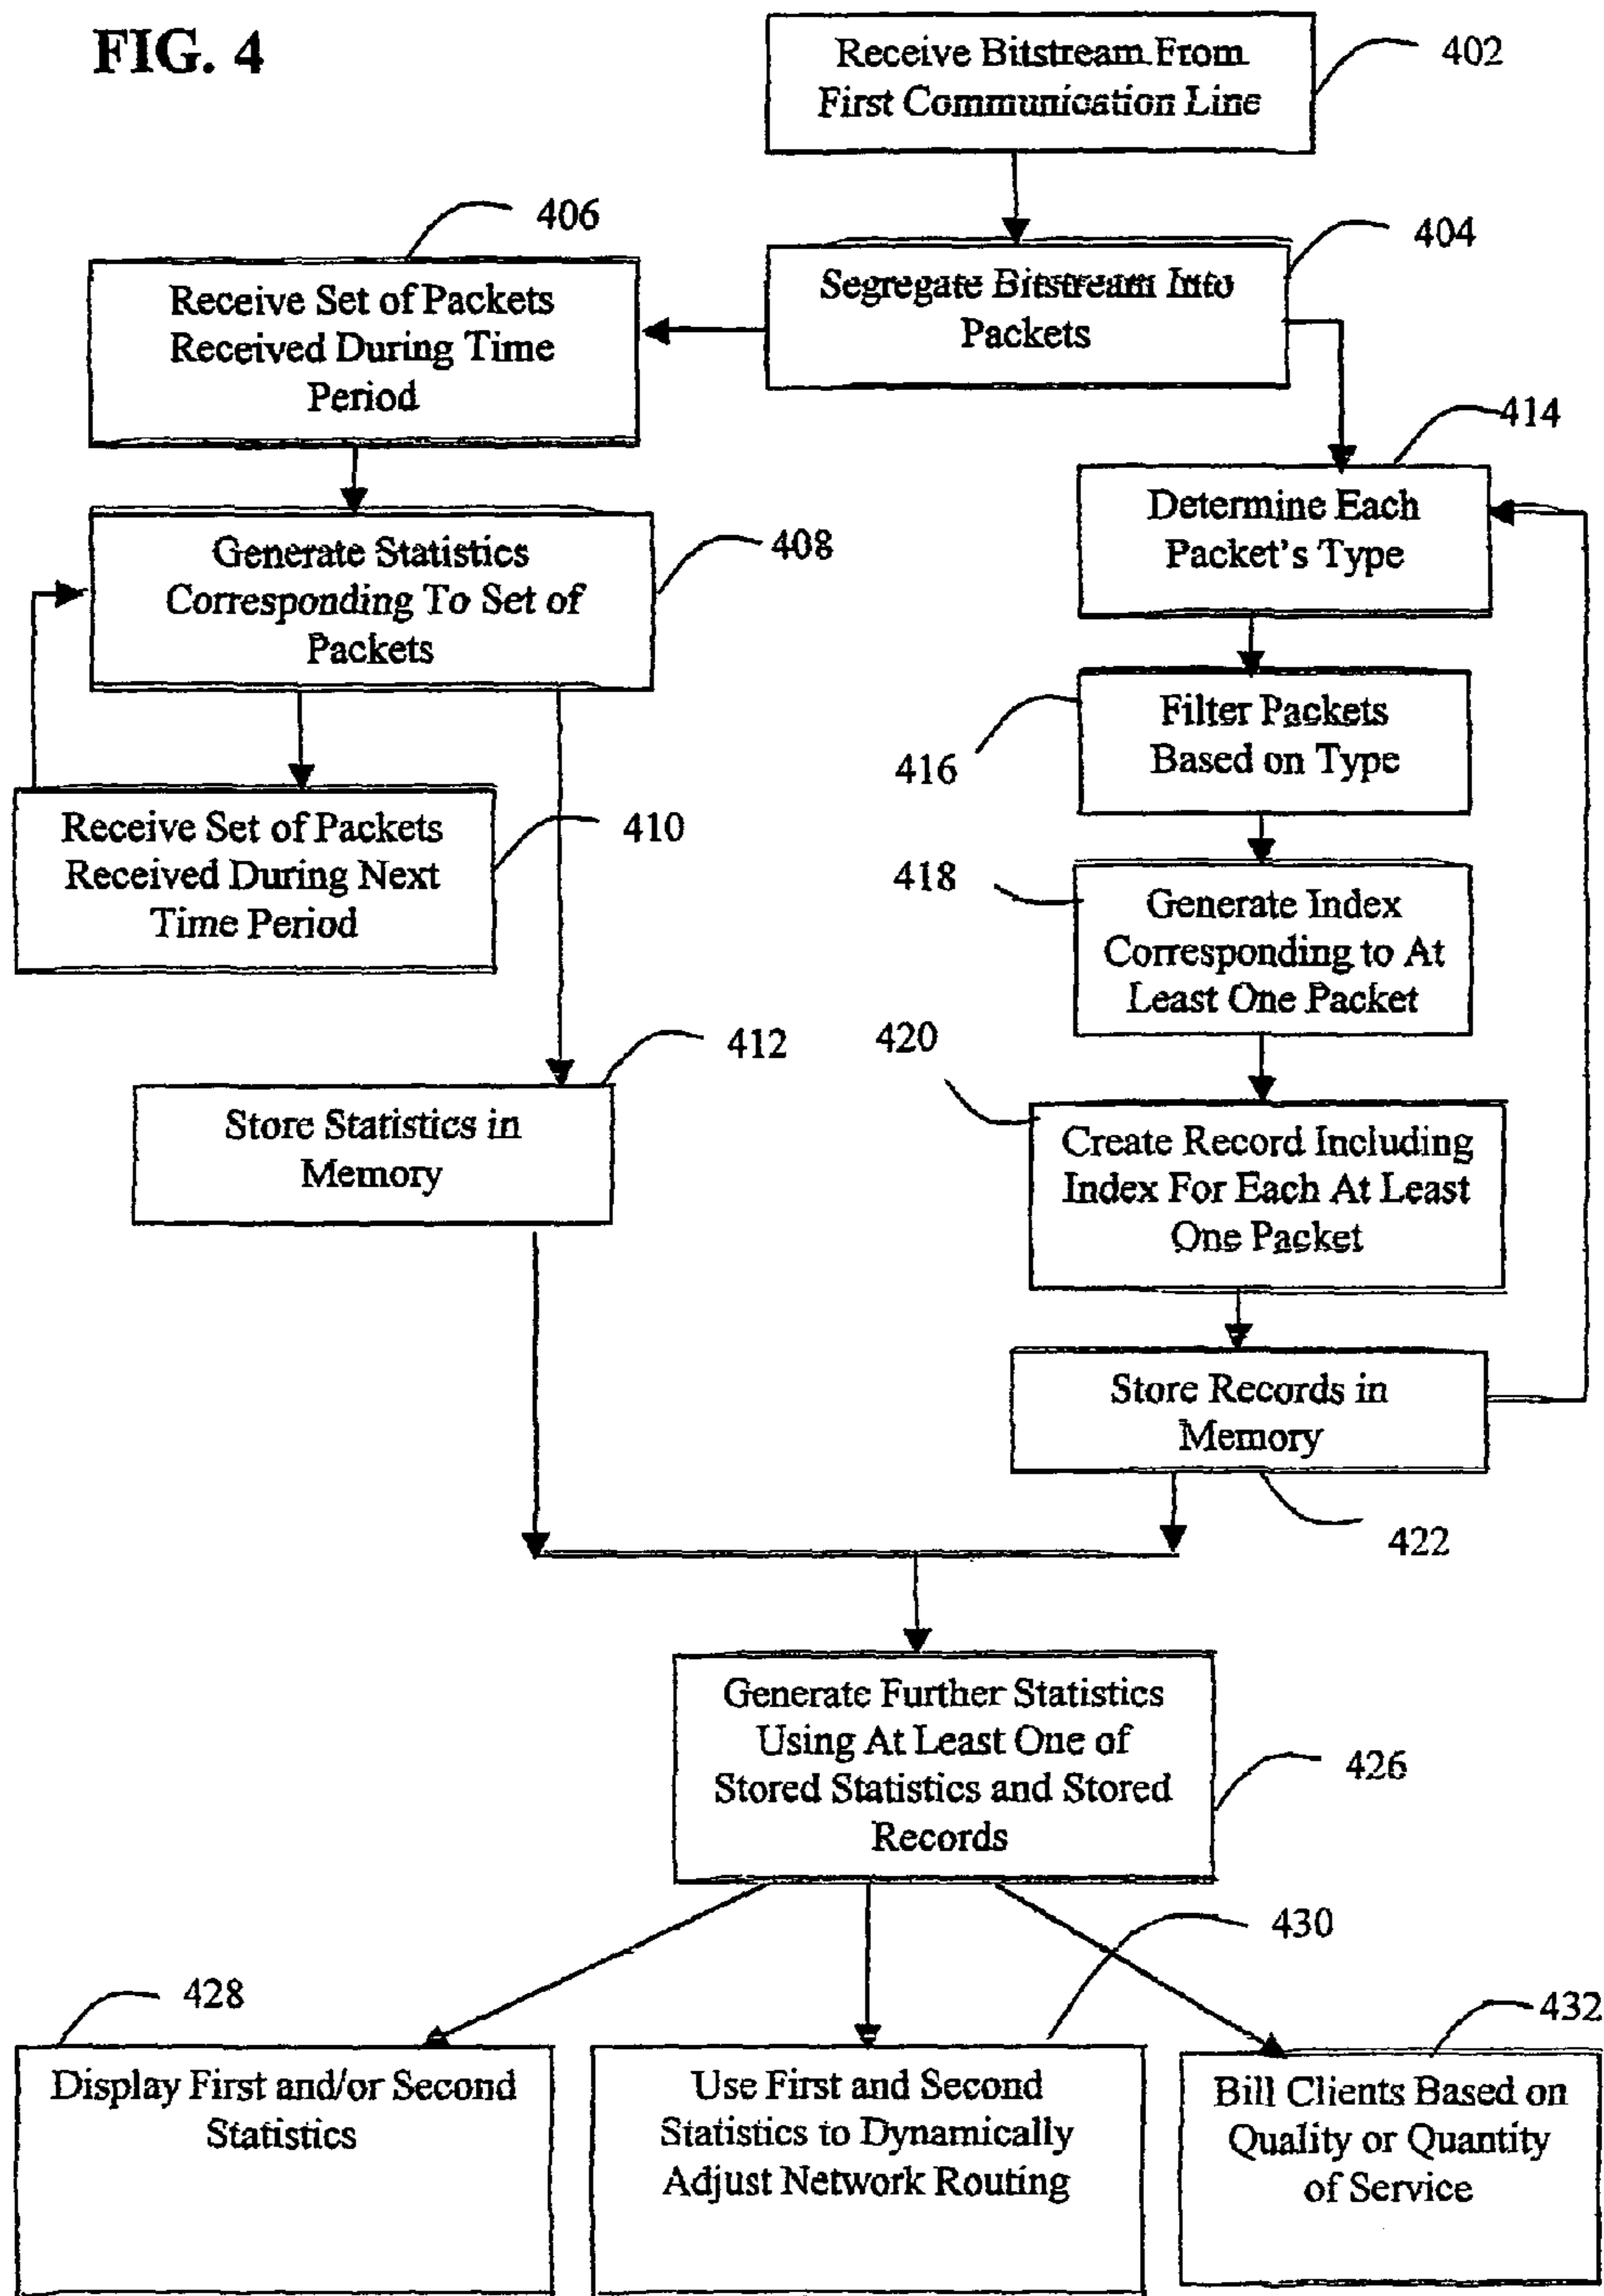 FIG. 4
Receive Bitstream From
First Communication Line
402
406
404
Segregate Bitstream Into
Packets
Receive Set of Packets
Received During Time
Period
414
Determine Each
Packet's Type
408
Generate Statistics
Corresponding To Set of
Packets
416
Filter Packets
Based on Type
410
Receive Set of Packets
Received During Next
Time Period
418
Generate Index
Corresponding to At
Least One Packet
412
420
Store Statistics in
Memory
Create Record Including
Index For Each At Least
One Packet
Store Records in
Memory
422
Generate Further Statistics
Using At Least One of
Stored Statistics and Stored
Records
426
430
428
432
Display First and/or Second
Statistics
Use First and Second
Statistics to Dynamically
Adjust Network Routing
Bill Clients Based on
Quality or Quantity
of Service